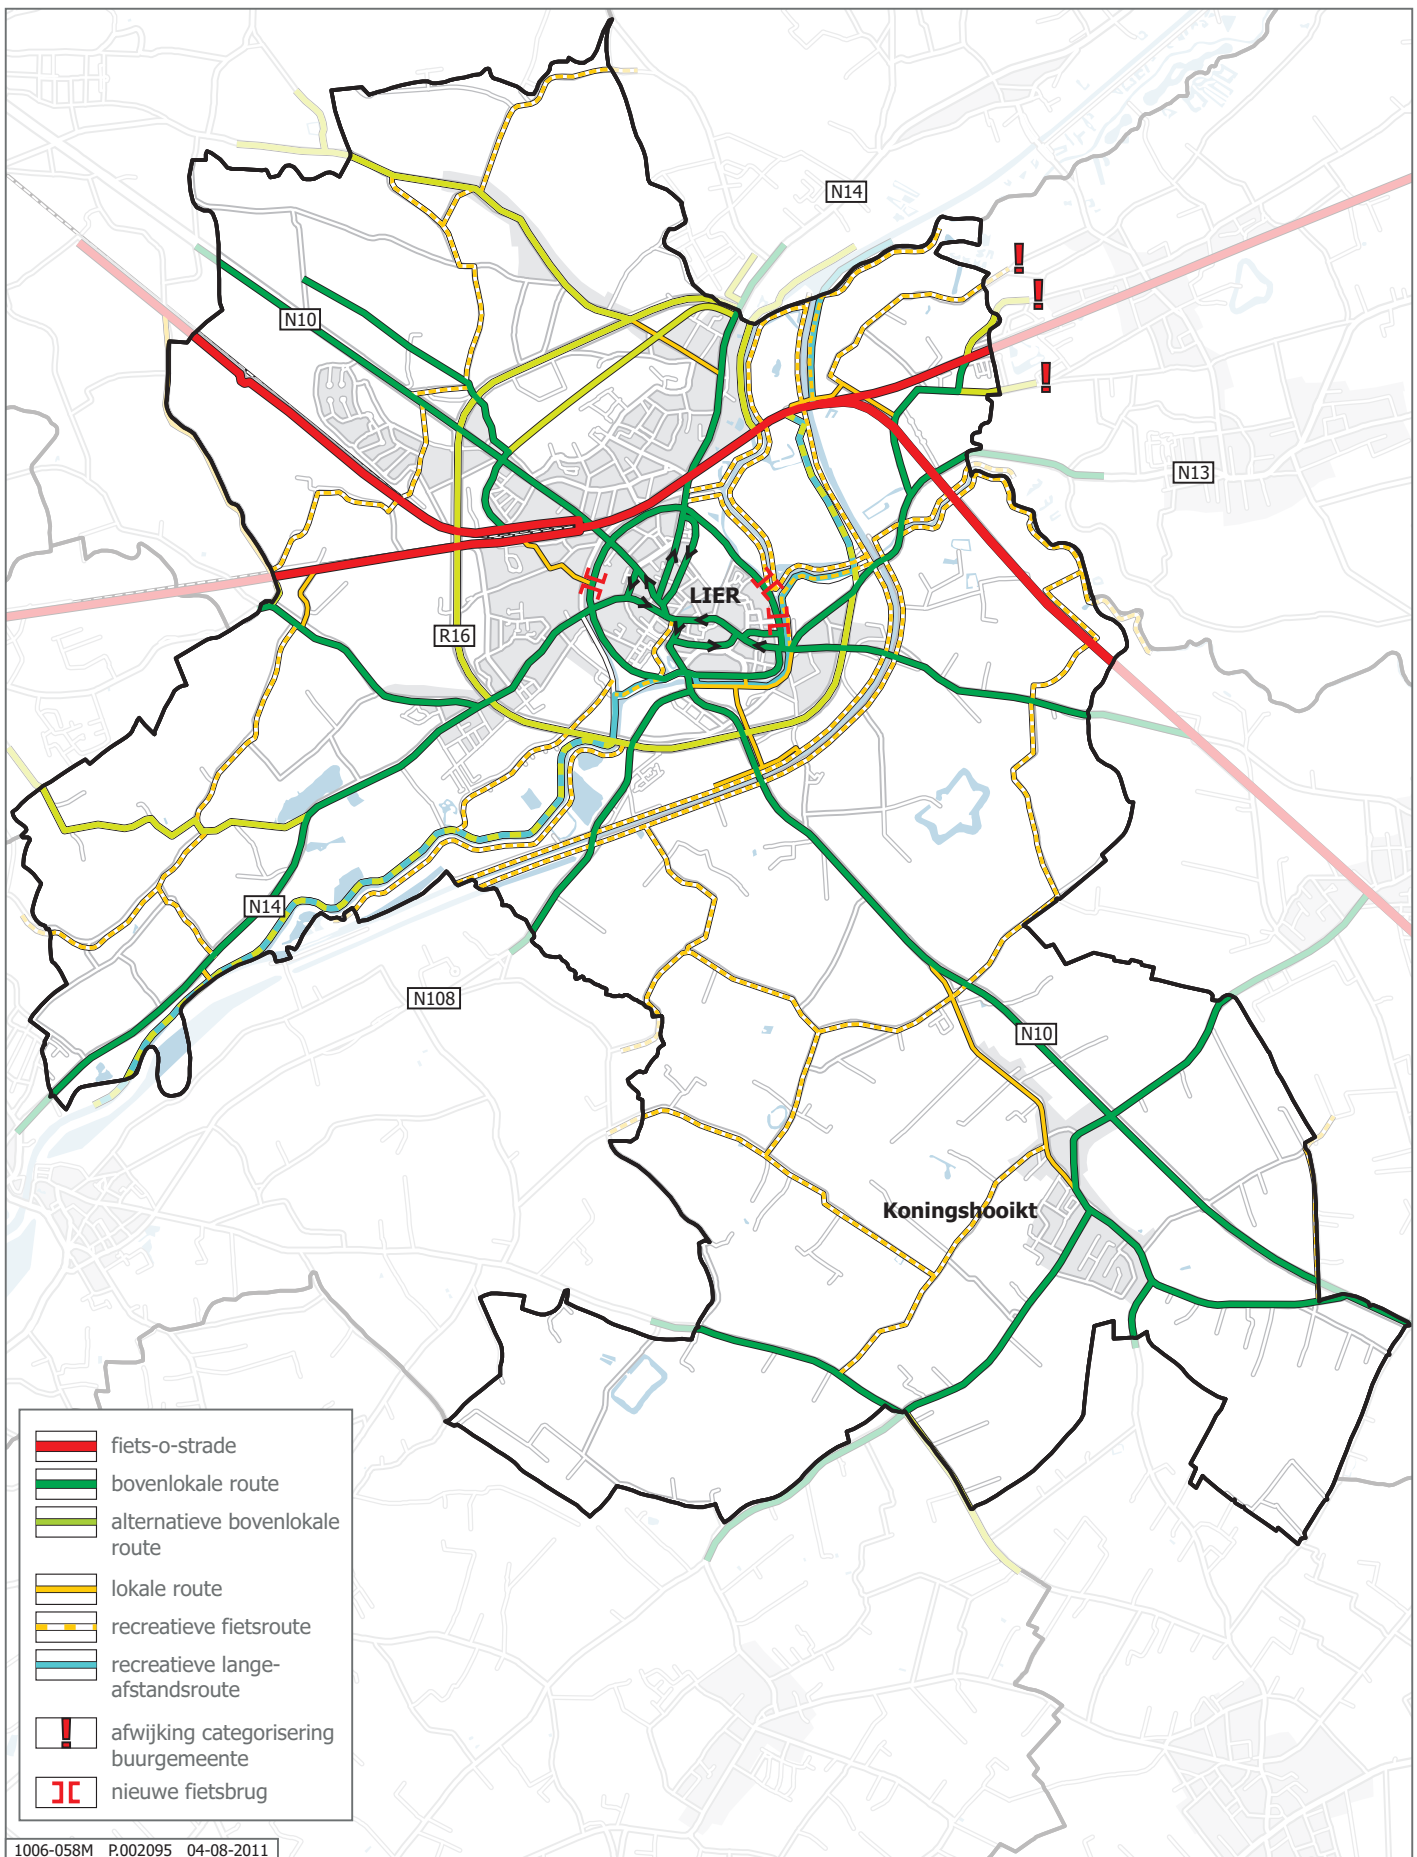 N14
N10
N13
LIER
R16
N14
N108
N10
Koningshooikt
fiets-o-strade
bovenlokale route
alternatieve bovenlokale
route
lokale route
recreatieve fietsroute
recreatieve lange-
afstandsroute
afwijking categorisering
buurgemeente
nieuwe fietsbrug
1006-058M P.002095 04-08-2011